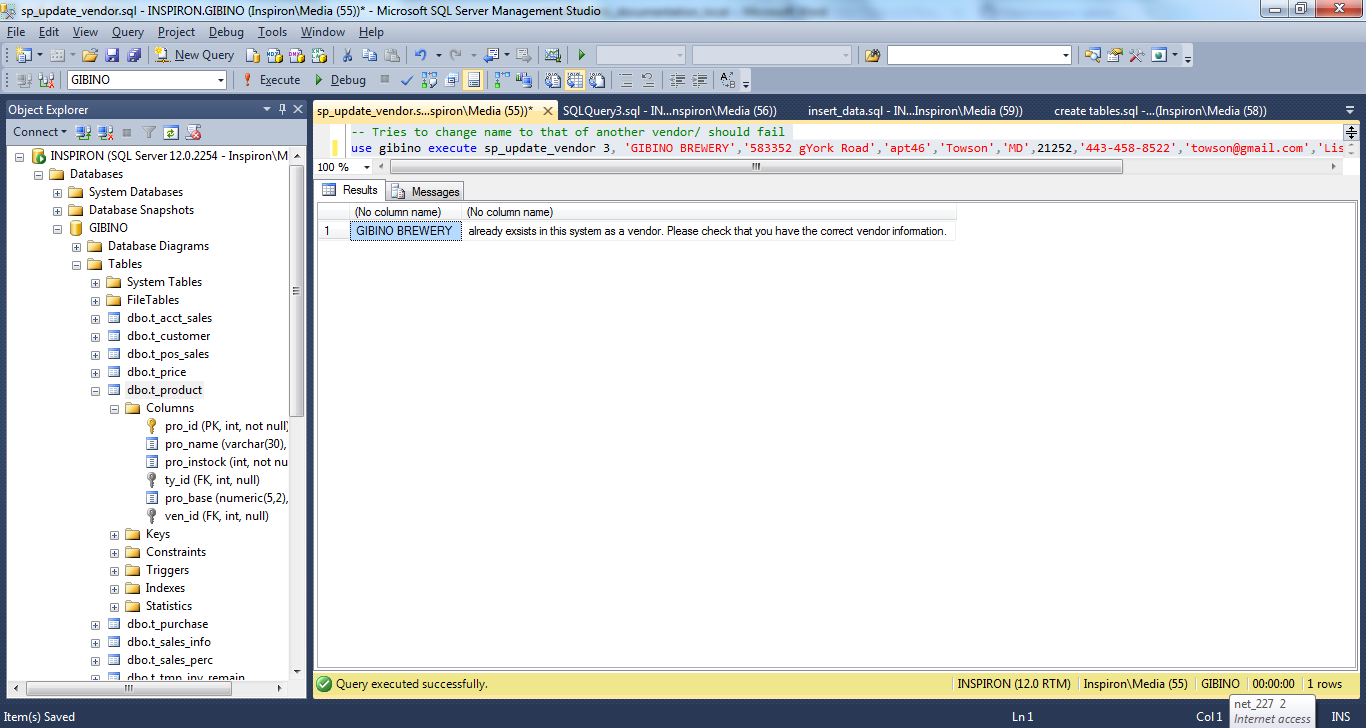 sp_update_vendor.sql - INSPIRON.GIBINO (Inspiron\Media (55))* - Microsoft SQL Server Management Studio
File Edit View Query Project Debug Tools Window Help
New Query
GIBINO Execute Debug
Object Explorer
Connect
INSPIRON (SQL Server 12.0.2254 - Inspiron\M
Databases
System Databases
Database Snapshots
GIBINO
Database Diagrams
Tables
System Tables
FileTables
dbo.t_acct_sales
dbo.t_customer
dbo.t_pos_sales
dbo.t_price
dbo.t_product
Columns
pro_id (PK, int, not null)
pro_name (varchar(30),
pro_instock (int, not nu
ty_id (FK, int, null)
pro_base (numeric(5,2),
ven_id (FK, int, null)
Keys
Constraints
Triggers
Indexes
Statistics
dbo.t_purchase
dbo.t_sales_info
dbo.t_sales_perc
dbo.t_tmp_inv_remain
sp_update_vendor.s...spiron\Media (55))* SQLQuery3.sql - IN...nspiron\Media (56)) insert_data.sql - IN...Inspiron\Media (59)) create tables.sql -...(Inspiron\Media (58))
-- Tries to change name to that of another vendor/ should fail
use gibino execute sp_update_vendor 3, 'GIBINO BREWERY','583352 gYork Road','apt46','Towson','MD',21252,'443-458-8522','towson@gmail.com','Lis
100 %
Results Messages
(No column name) (No column name)
1 GIBINO BREWERY already exsists in this system as a vendor. Please check that you have the correct vendor information.
Query executed successfully. INSPIRON (12.0 RTM) Inspiron\Media (55) GIBINO 00:00:00 1 rows
net_227 2
Internet access
Item(s) Saved Ln 1 Col 1 INS